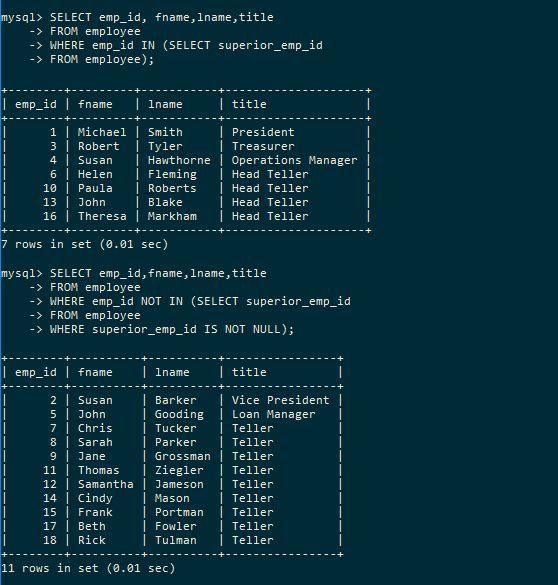 mysql> SELECT emp_id, fname,lname,title
    -> FROM employee
    -> WHERE emp_id IN (SELECT superior_emp_id
    -> FROM employee);
+--------+---------+-----------+--------------------+
| emp_id | fname   | lname     | title              |
+--------+---------+-----------+--------------------+
|      1 | Michael | Smith     | President          |
|      3 | Robert  | Tyler     | Treasurer          |
|      4 | Susan   | Hawthorne | Operations Manager |
|      6 | Helen   | Fleming   | Head Teller        |
|     10 | Paula   | Roberts   | Head Teller        |
|     13 | John    | Blake     | Head Teller        |
|     16 | Theresa | Markham   | Head Teller        |
+--------+---------+-----------+--------------------+
7 rows in set (0.01 sec)
mysql> SELECT emp_id,fname,lname,title
    -> FROM employee
    -> WHERE emp_id NOT IN (SELECT superior_emp_id
    -> FROM employee
    -> WHERE superior_emp_id IS NOT NULL);
+--------+----------+----------+----------------+
| emp_id | fname    | lname    | title          |
+--------+----------+----------+----------------+
|      2 | Susan    | Barker   | Vice President |
|      5 | John     | Gooding  | Loan Manager   |
|      7 | Chris    | Tucker   | Teller         |
|      8 | Sarah    | Parker   | Teller         |
|      9 | Jane     | Grossman | Teller         |
|     11 | Thomas   | Ziegler  | Teller         |
|     12 | Samantha | Jameson  | Teller         |
|     14 | Cindy    | Mason    | Teller         |
|     15 | Frank    | Portman  | Teller         |
|     17 | Beth     | Fowler   | Teller         |
|     18 | Rick     | Tulman   | Teller         |
+--------+----------+----------+----------------+
11 rows in set (0.01 sec)